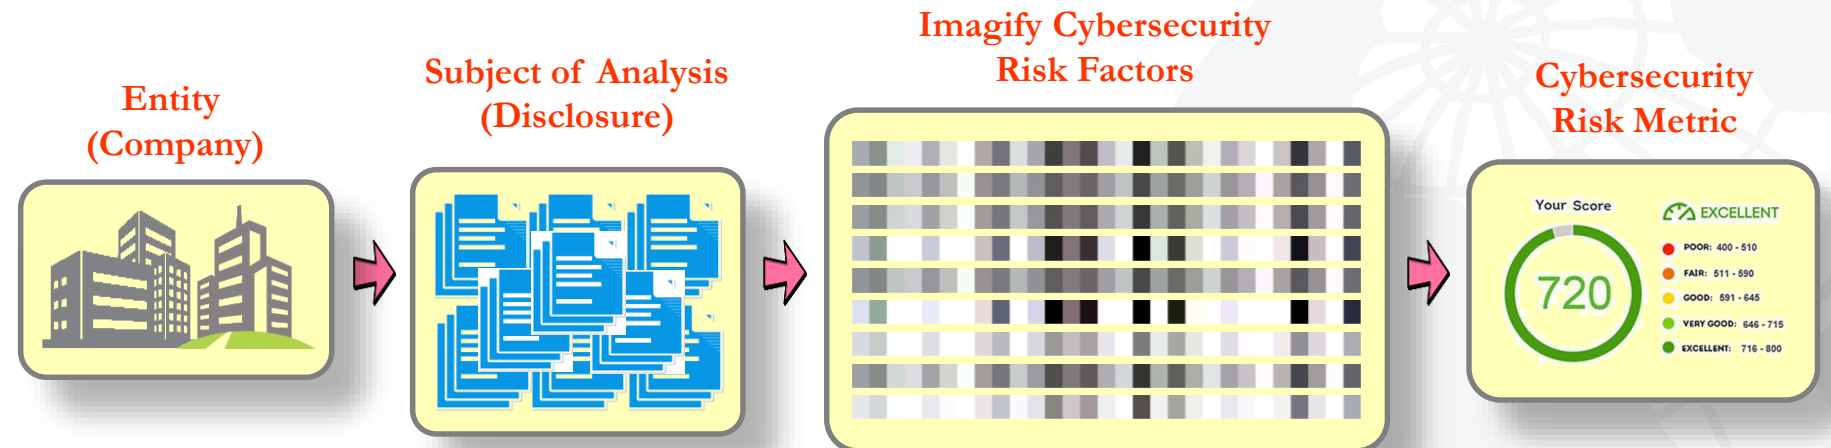 Entity
(Company)
Subject of Analysis
(Disclosure)
Imagify Cybersecurity
Risk Factors
Cybersecurity
Risk Metric
Your Score
720
EXCELLENT
POOR: 400 - 510
FAIR: 511 - 590
GOOD: 591 - 645
VERY GOOD: 646 - 715
EXCELLENT: 716 - 800